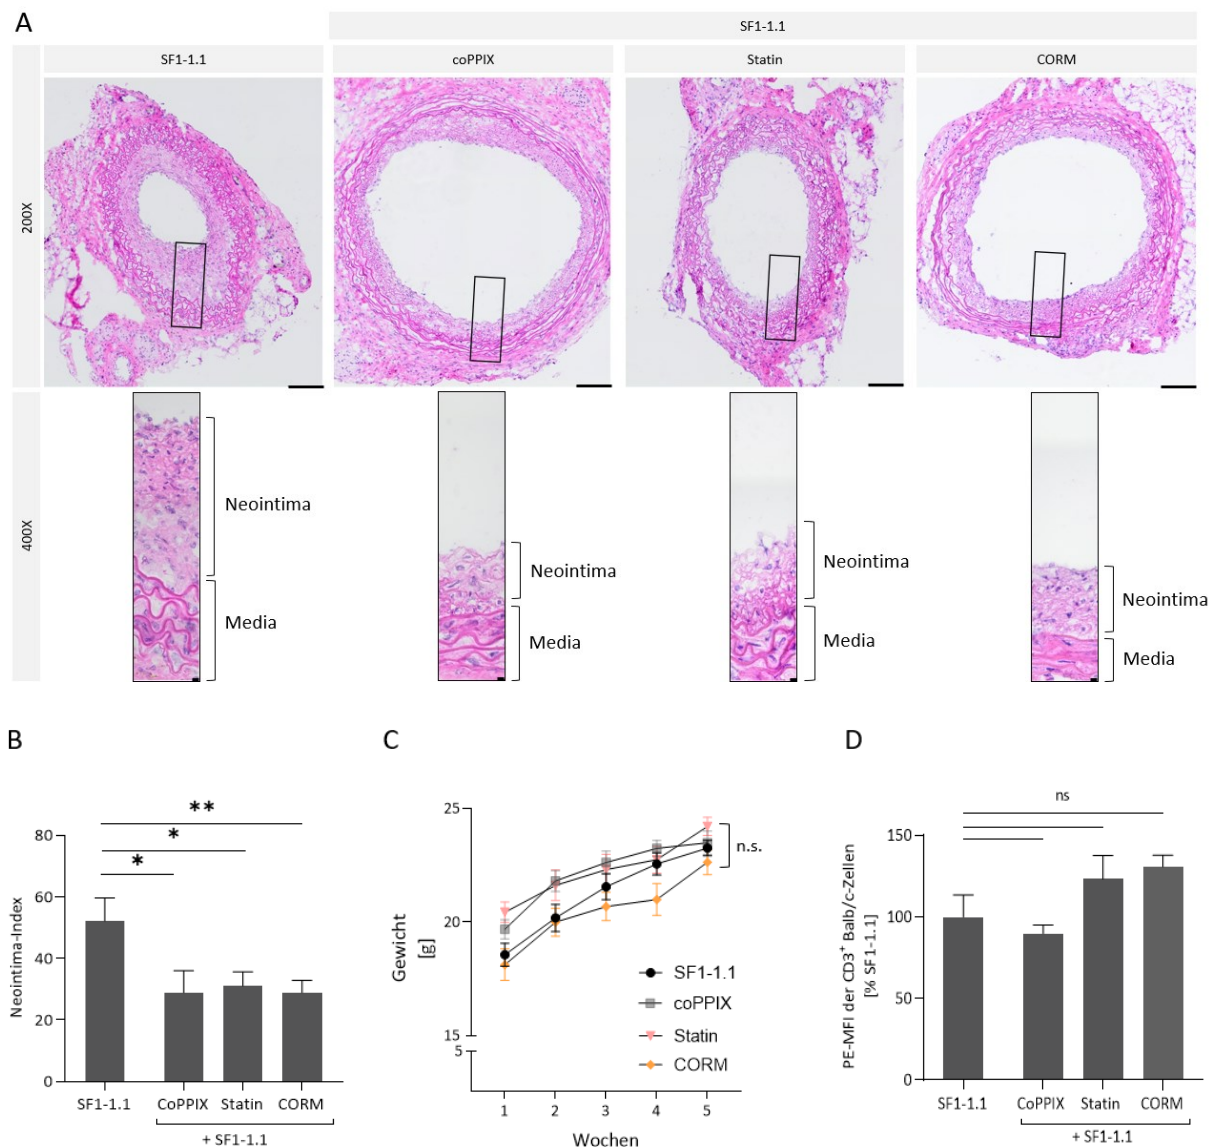 A
SF1-1.1
SF1-1.1
coPPIX
Statin
CORM
200X
400X
Neointima
Media
Neointima
Media
Neointima
Media
Neointima
Media
B
Neointima-Index
80
60
40
20
0
**
*
*
SF1-1.1
CoPPIX
Statin
CORM
+ SF1-1.1
C
Gewicht
[g]
25
20
15
5
n.s.
SF1-1.1
coPPIX
Statin
CORM
1 2 3 4 5
Wochen
D
PE-MFI der CD3⁺ Balb/c-Zellen
[% SF1-1.1]
ns
150
100
50
0
SF1-1.1
CoPPIX
Statin
CORM
+ SF1-1.1